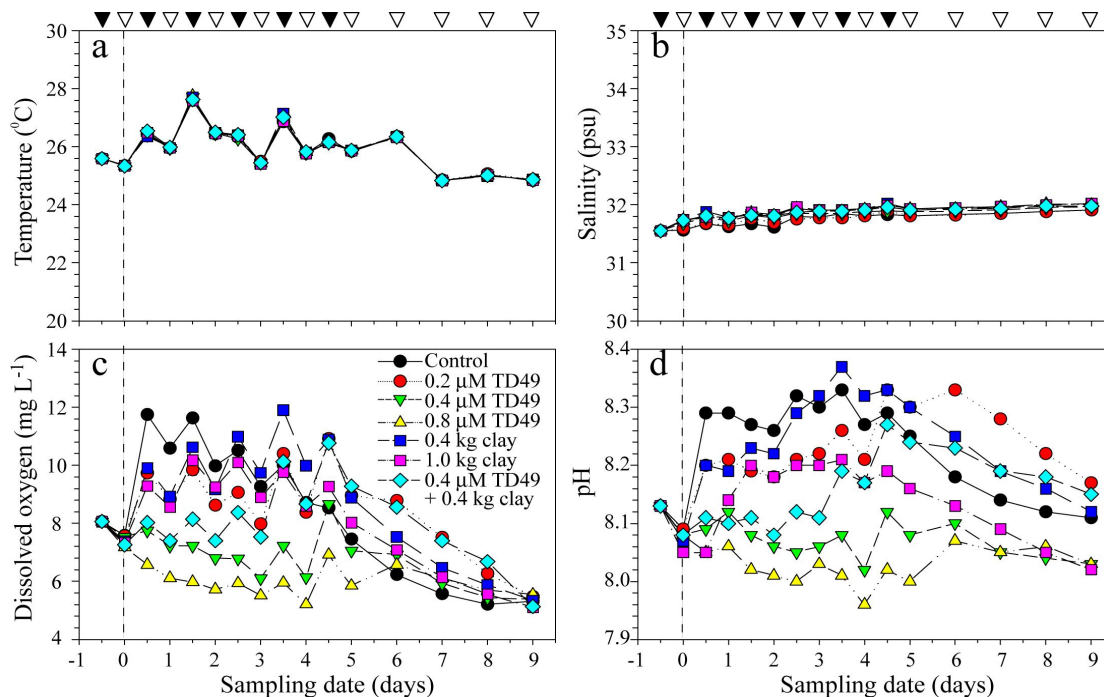 a
b
30
28
26
24
22
20
Temperature (⁰C)
35
34
33
32
31
30
Salinity (psu)
c
d
14
12
10
8
6
4
Dissolved oxygen (mg L⁻¹)
Control
0.2 μM TD49
0.4 μM TD49
0.8 μM TD49
0.4 kg clay
1.0 kg clay
0.4 μM TD49
+ 0.4 kg clay
8.4
8.3
8.2
8.1
8.0
7.9
pH
-1 0 1 2 3 4 5 6 7 8 9
Sampling date (days)
-1 0 1 2 3 4 5 6 7 8 9
Sampling date (days)